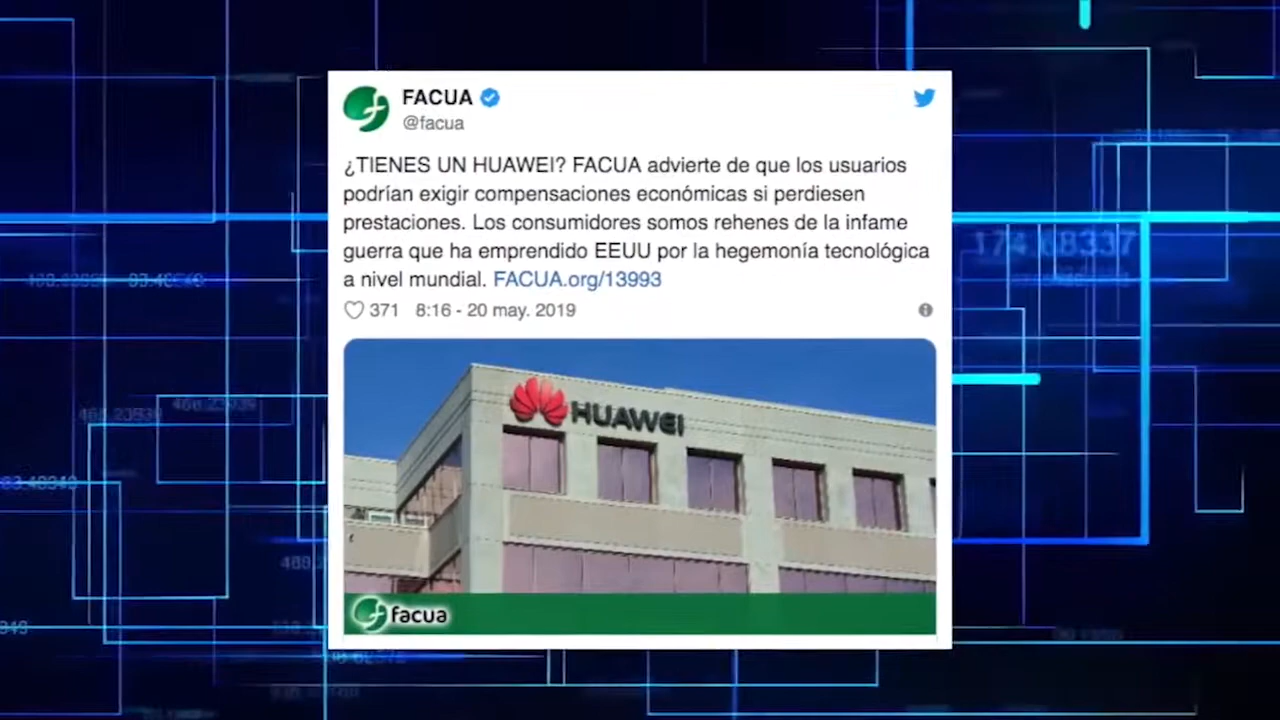 FACUA
@facua
¿TIENES UN HUAWEI? FACUA advierte de que los usuarios
podrían exigir compensaciones económicas si perdiesen
prestaciones. Los consumidores somos rehenes de la infame
guerra que ha emprendido EEUU por la hegemonía tecnológica
a nivel mundial. FACUA.org/13993
371 8:16 - 20 may. 2019
HUAWEI
facua
174.68337